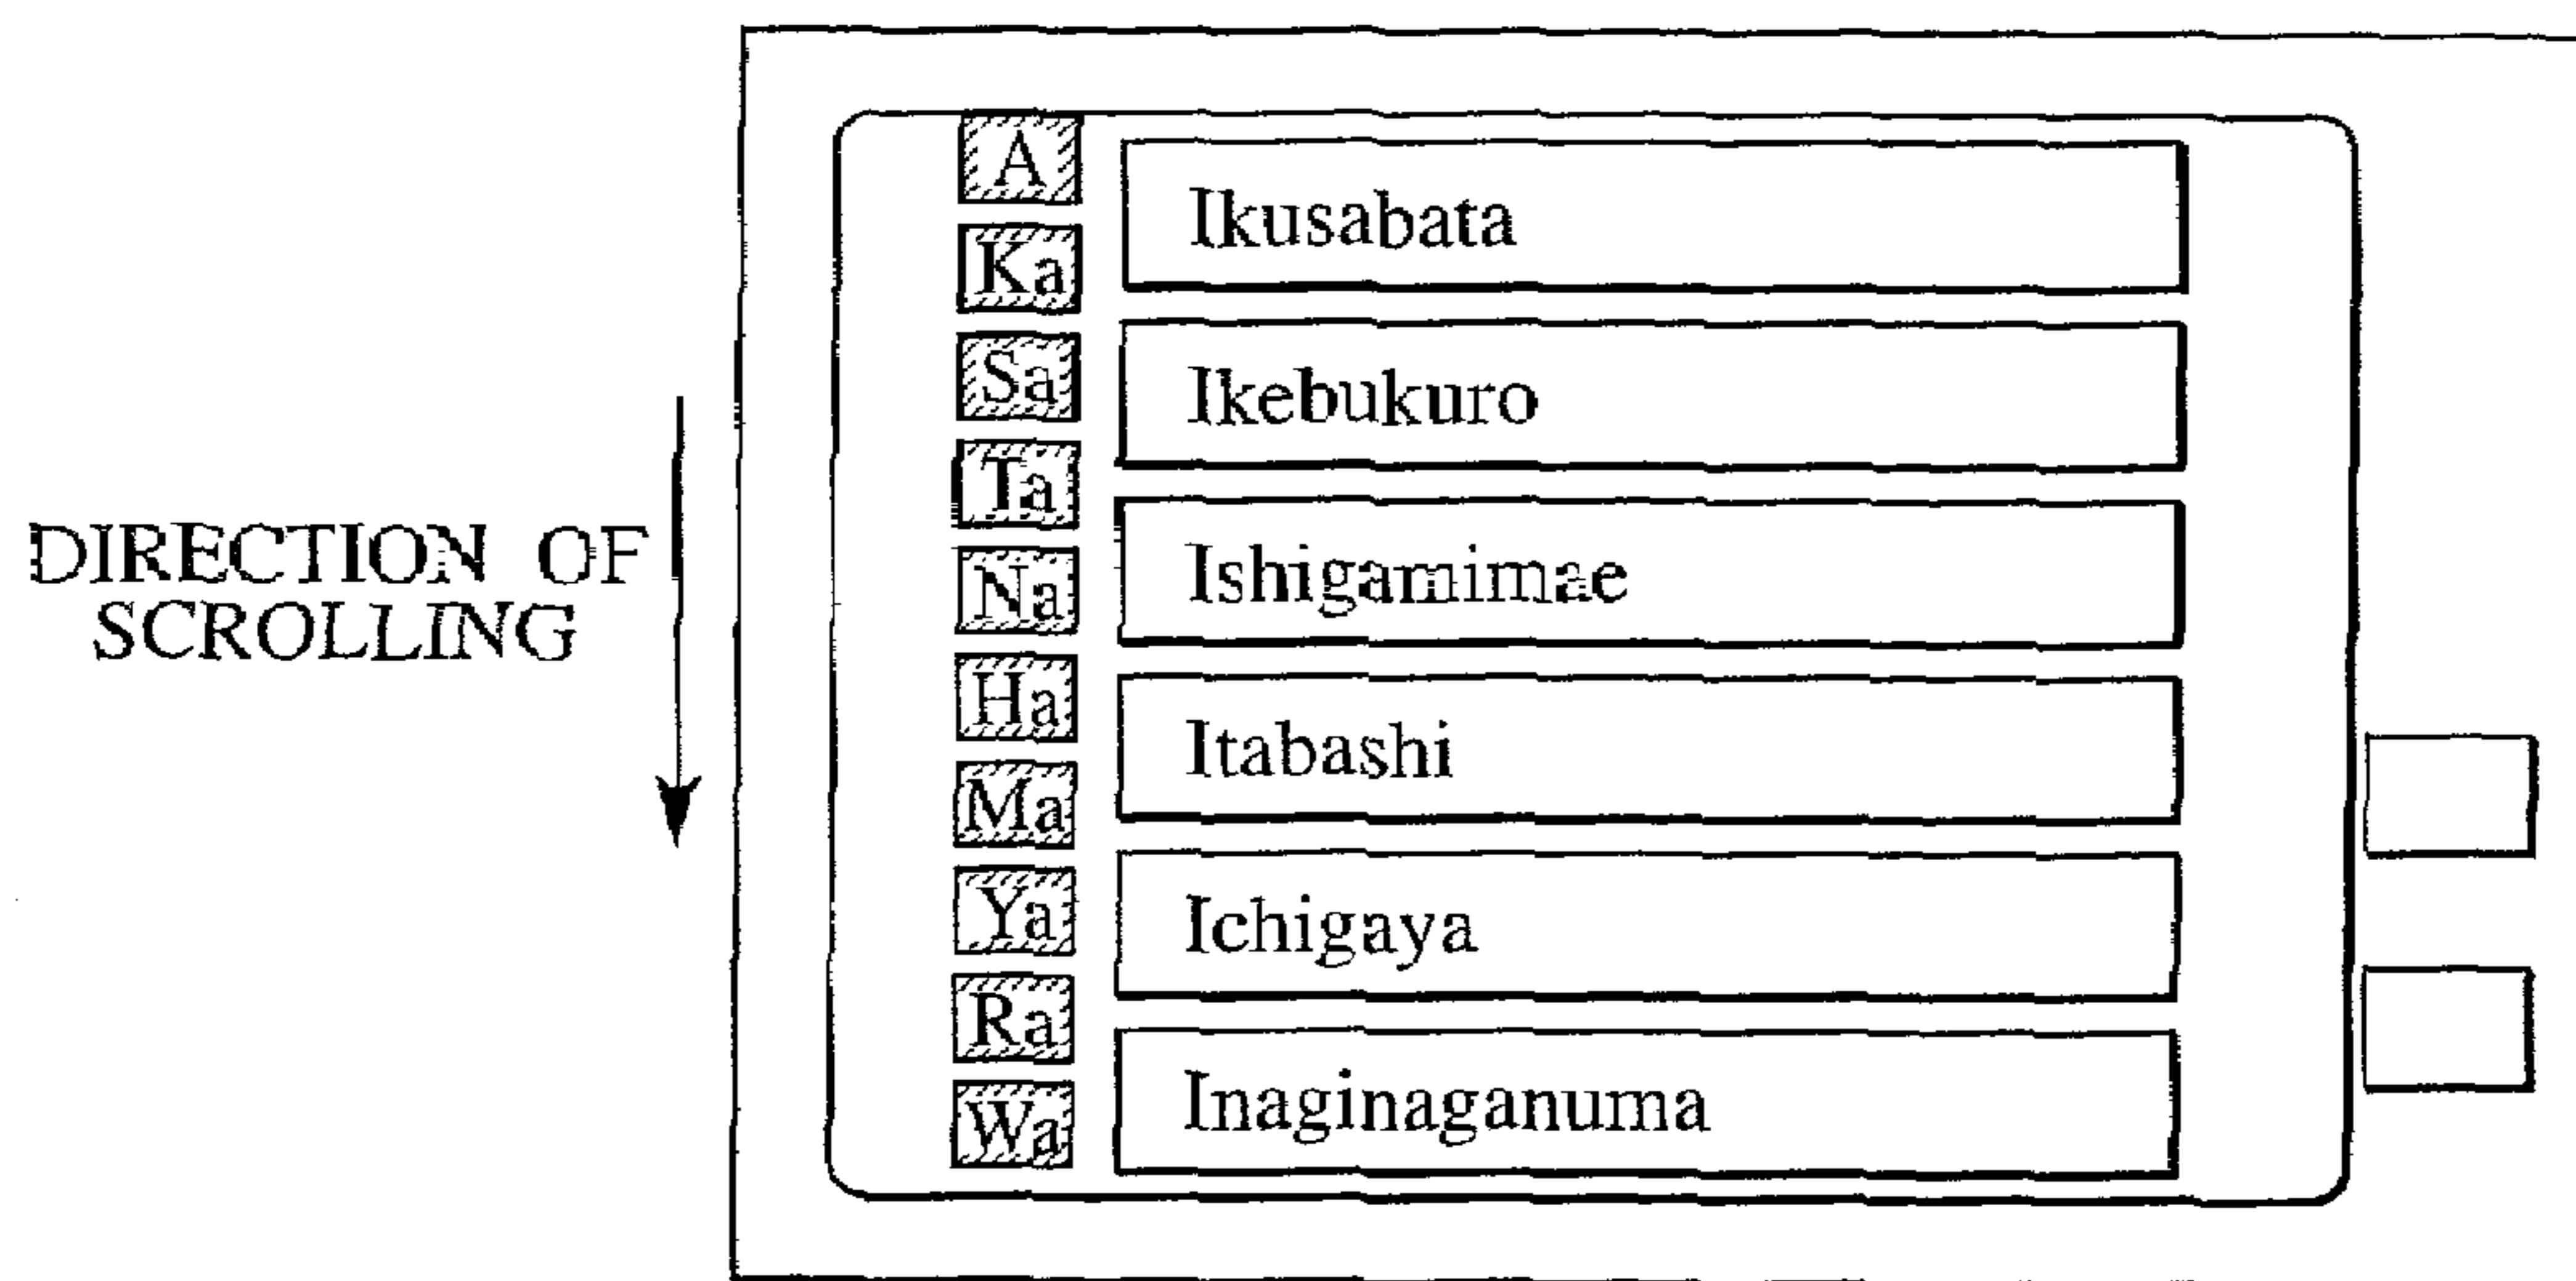 DIRECTION OF
SCROLLING
A
Ka
Sa
Ta
Na
Ha
Ma
Ya
Ra
Wa
Ikusabata
Ikebukuro
Ishigamimae
Itabashi
Ichigaya
Inaginaganuma